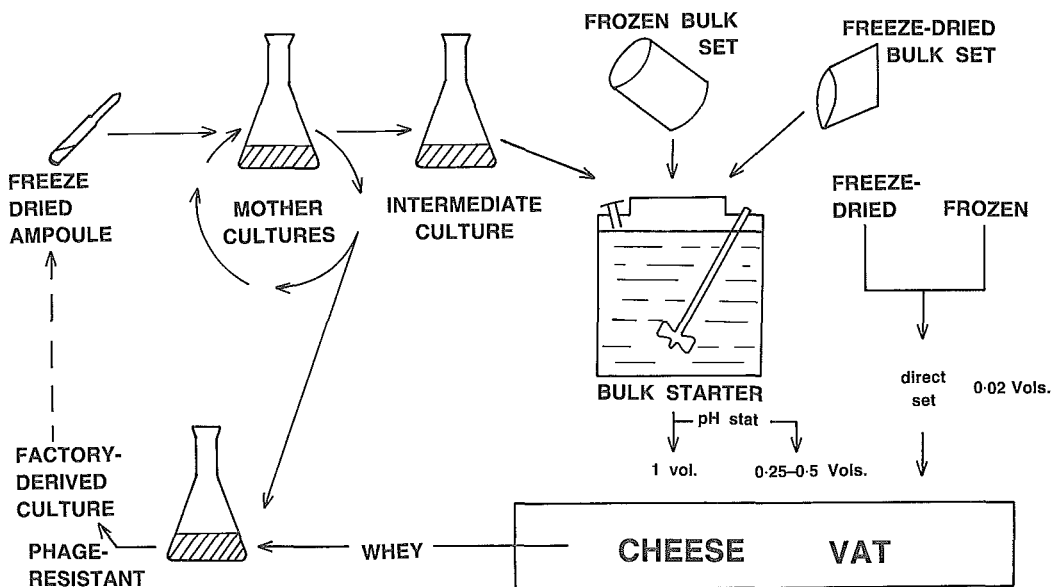 FROZEN BULK
SET
FREEZE-DRIED
BULK SET
FREEZE
DRIED
AMPOULE
MOTHER
CULTURES
INTERMEDIATE
CULTURE
FREEZE-
DRIED
FROZEN
BULK STARTER
direct
set
0·02 Vols.
pH stat
1 vol.
0·25–0·5 Vols.
FACTORY-
DERIVED
CULTURE
PHAGE-
RESISTANT
WHEY
CHEESE VAT